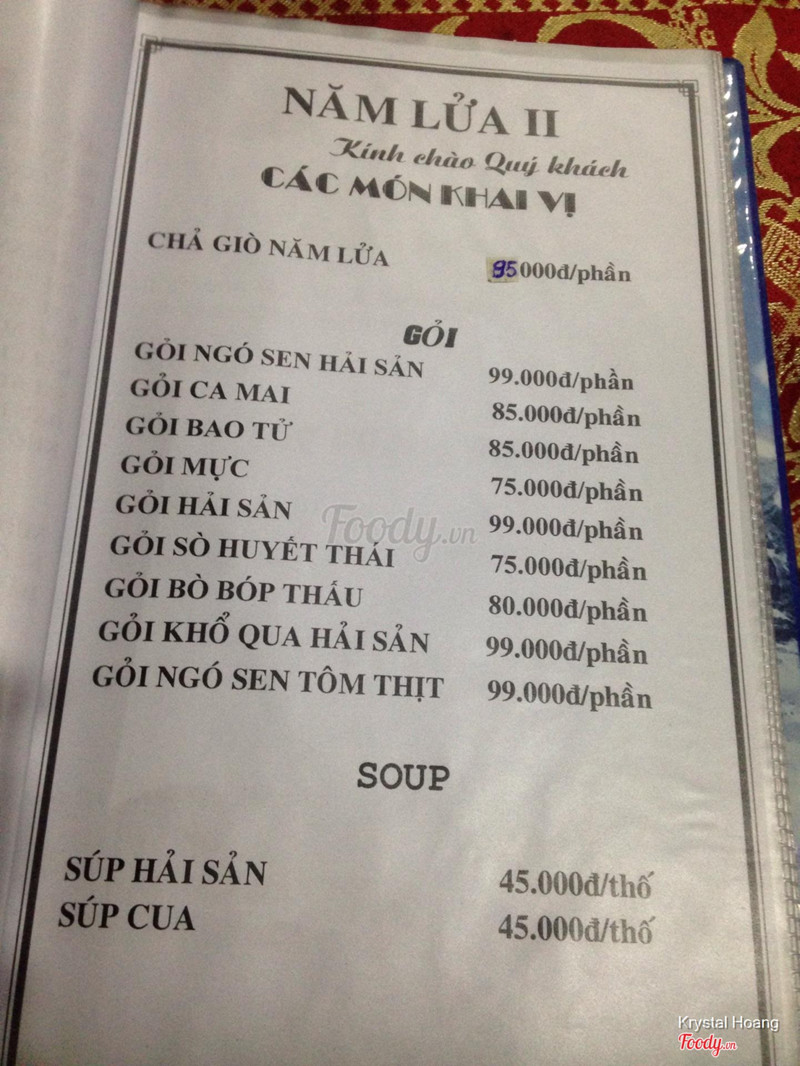 NĂM LỬA II
Kính chào Quý khách
CÁC MÓN KHAI VỊ
CHẢ GIÒ NĂM LỬA 85000đ/phần
GỎI
GỎI NGÓ SEN HẢI SẢN 99.000đ/phần
GỎI CA MAI 85.000đ/phần
GỎI BAO TỬ 85.000đ/phần
GỎI MỰC 75.000đ/phần
GỎI HẢI SẢN 99.000đ/phần
GỎI SÒ HUYẾT THÁI 75.000đ/phần
GỎI BÒ BÓP THẤU 80.000đ/phần
GỎI KHỔ QUA HẢI SẢN 99.000đ/phần
GỎI NGÓ SEN TÔM THỊT 99.000đ/phần
SOUP
SÚP HẢI SẢN 45.000đ/thố
SÚP CUA 45.000đ/thố
Foody.vn
Krystal Hoang
Foody.vn